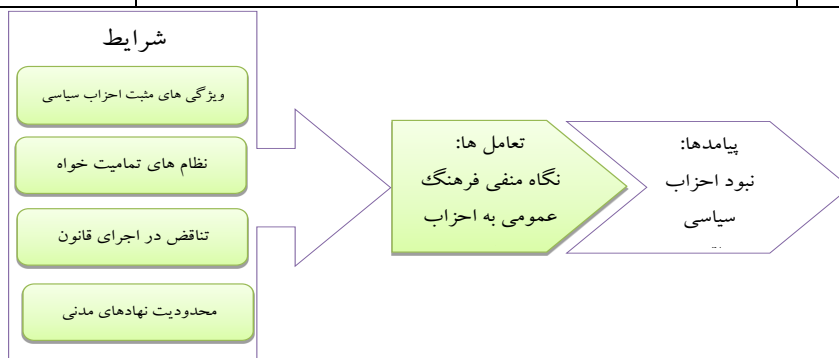 شرایط
ویژگی های مثبت احزاب سیاسی
نظام های تمامیت خواه
تناقض در اجرای قانون
محدودیت نهادهای مدنی
تعامل ها:
نگاه منفی فرهنگ
عمومی به احزاب
پیامدها:
نبود احزاب
سیاسی